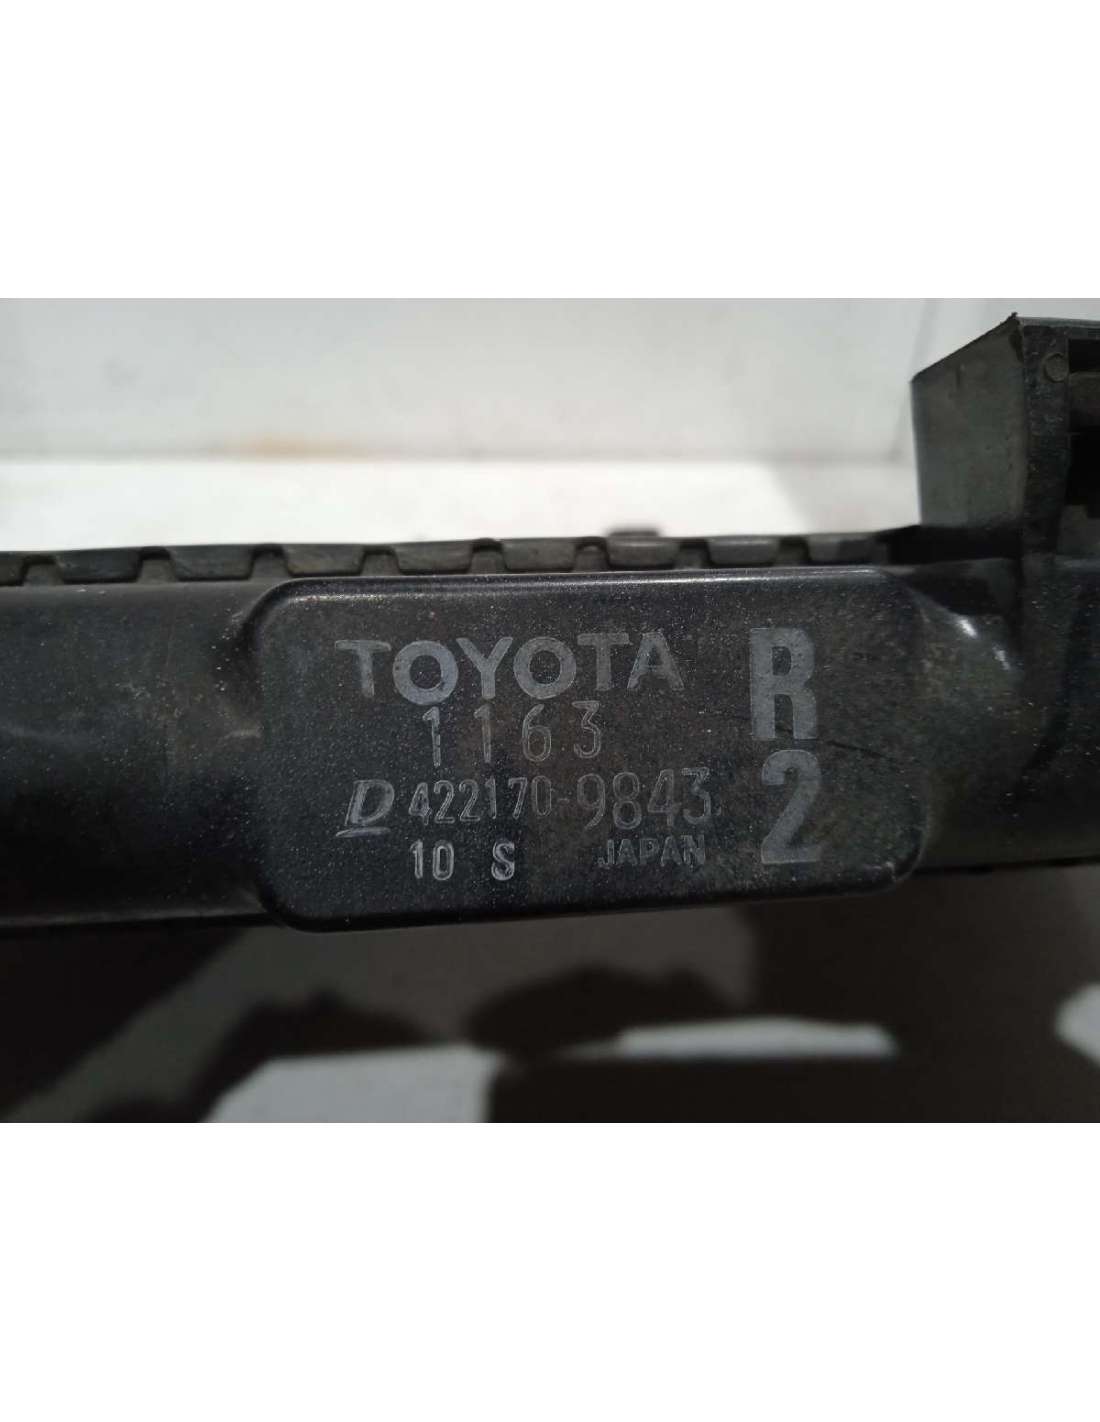 TOYOTA
1163
D 422170-9843
10 S JAPAN
R
2